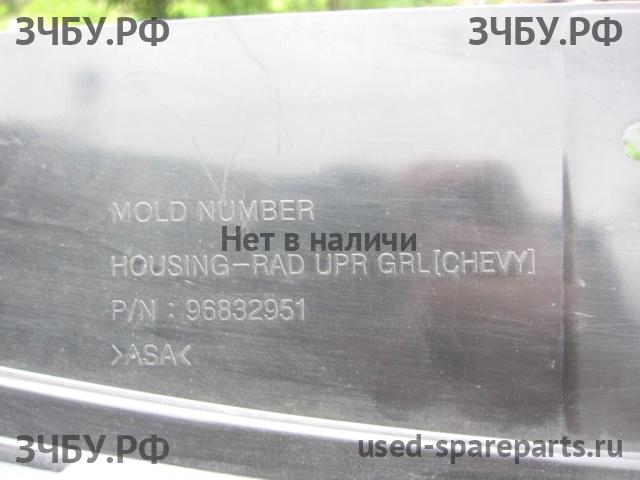 ЗЧБУ.РФ ЗЧБУ.РФ
MOLD NUMBER
Нет в наличи
HOUSING-RAD UPR GRL[CHEVY]
P/N : 96832951
>ASA<
ЗЧБУ.РФ used-spareparts.ru